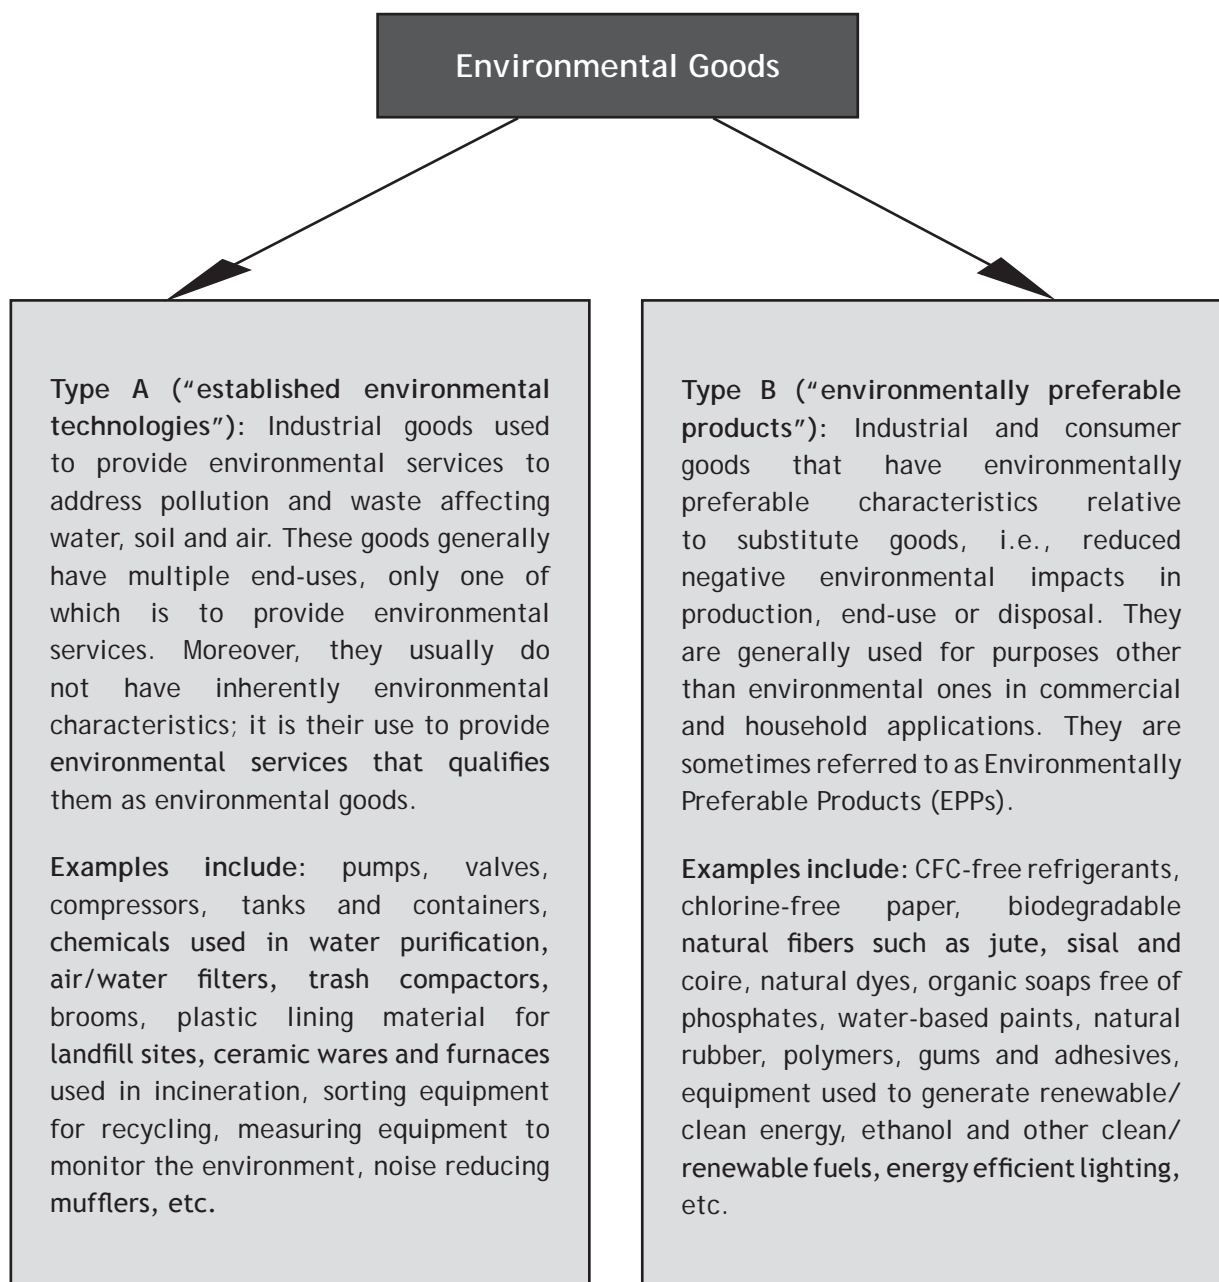 Environmental Goods
Type A (“established environmental
technologies”): Industrial goods used
to provide environmental services to
address pollution and waste affecting
water, soil and air. These goods generally
have multiple end-uses, only one of
which is to provide environmental
services. Moreover, they usually do
not have inherently environmental
characteristics; it is their use to provide
environmental services that qualifies
them as environmental goods.
Examples include: pumps, valves,
compressors, tanks and containers,
chemicals used in water purification,
air/water filters, trash compactors,
brooms, plastic lining material for
landfill sites, ceramic wares and furnaces
used in incineration, sorting equipment
for recycling, measuring equipment to
monitor the environment, noise reducing
mufflers, etc.
Type B (“environmentally preferable
products”): Industrial and consumer
goods that have environmentally
preferable characteristics relative
to substitute goods, i.e., reduced
negative environmental impacts in
production, end-use or disposal. They
are generally used for purposes other
than environmental ones in commercial
and household applications. They are
sometimes referred to as Environmentally
Preferable Products (EPPs).
Examples include: CFC-free refrigerants,
chlorine-free paper, biodegradable
natural fibers such as jute, sisal and
coire, natural dyes, organic soaps free of
phosphates, water-based paints, natural
rubber, polymers, gums and adhesives,
equipment used to generate renewable/
clean energy, ethanol and other clean/
renewable fuels, energy efficient lighting,
etc.